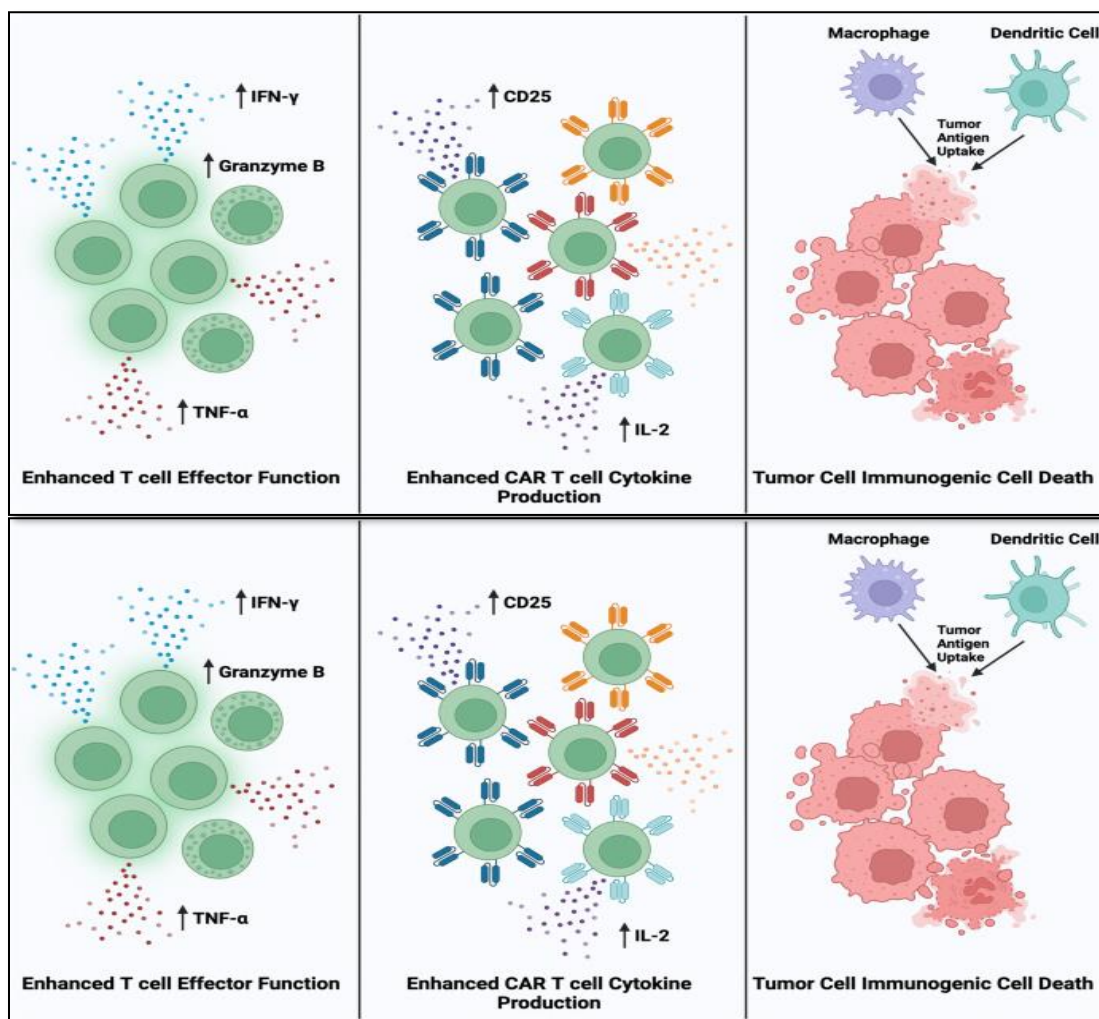 Macrophage
Dendritic Cell
↑ IFN-γ
↑ CD25
Tumor
Antigen
Uptake
↑ Granzyme B
↑ TNF-α
↑ IL-2
Enhanced T cell Effector Function
Enhanced CAR T cell Cytokine
Production
Tumor Cell Immunogenic Cell Death
Macrophage
Dendritic Cell
↑ IFN-γ
↑ CD25
Tumor
Antigen
Uptake
↑ Granzyme B
↑ TNF-α
↑ IL-2
Enhanced T cell Effector Function
Enhanced CAR T cell Cytokine
Production
Tumor Cell Immunogenic Cell Death